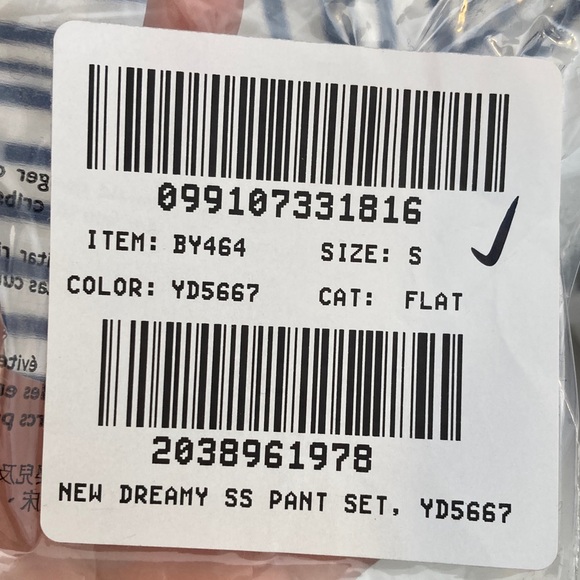 099107331816
ITEM: BY464 SIZE: S
COLOR: YD5667 CAT: FLAT
2038961978
NEW DREAMY SS PANT SET, YD5667